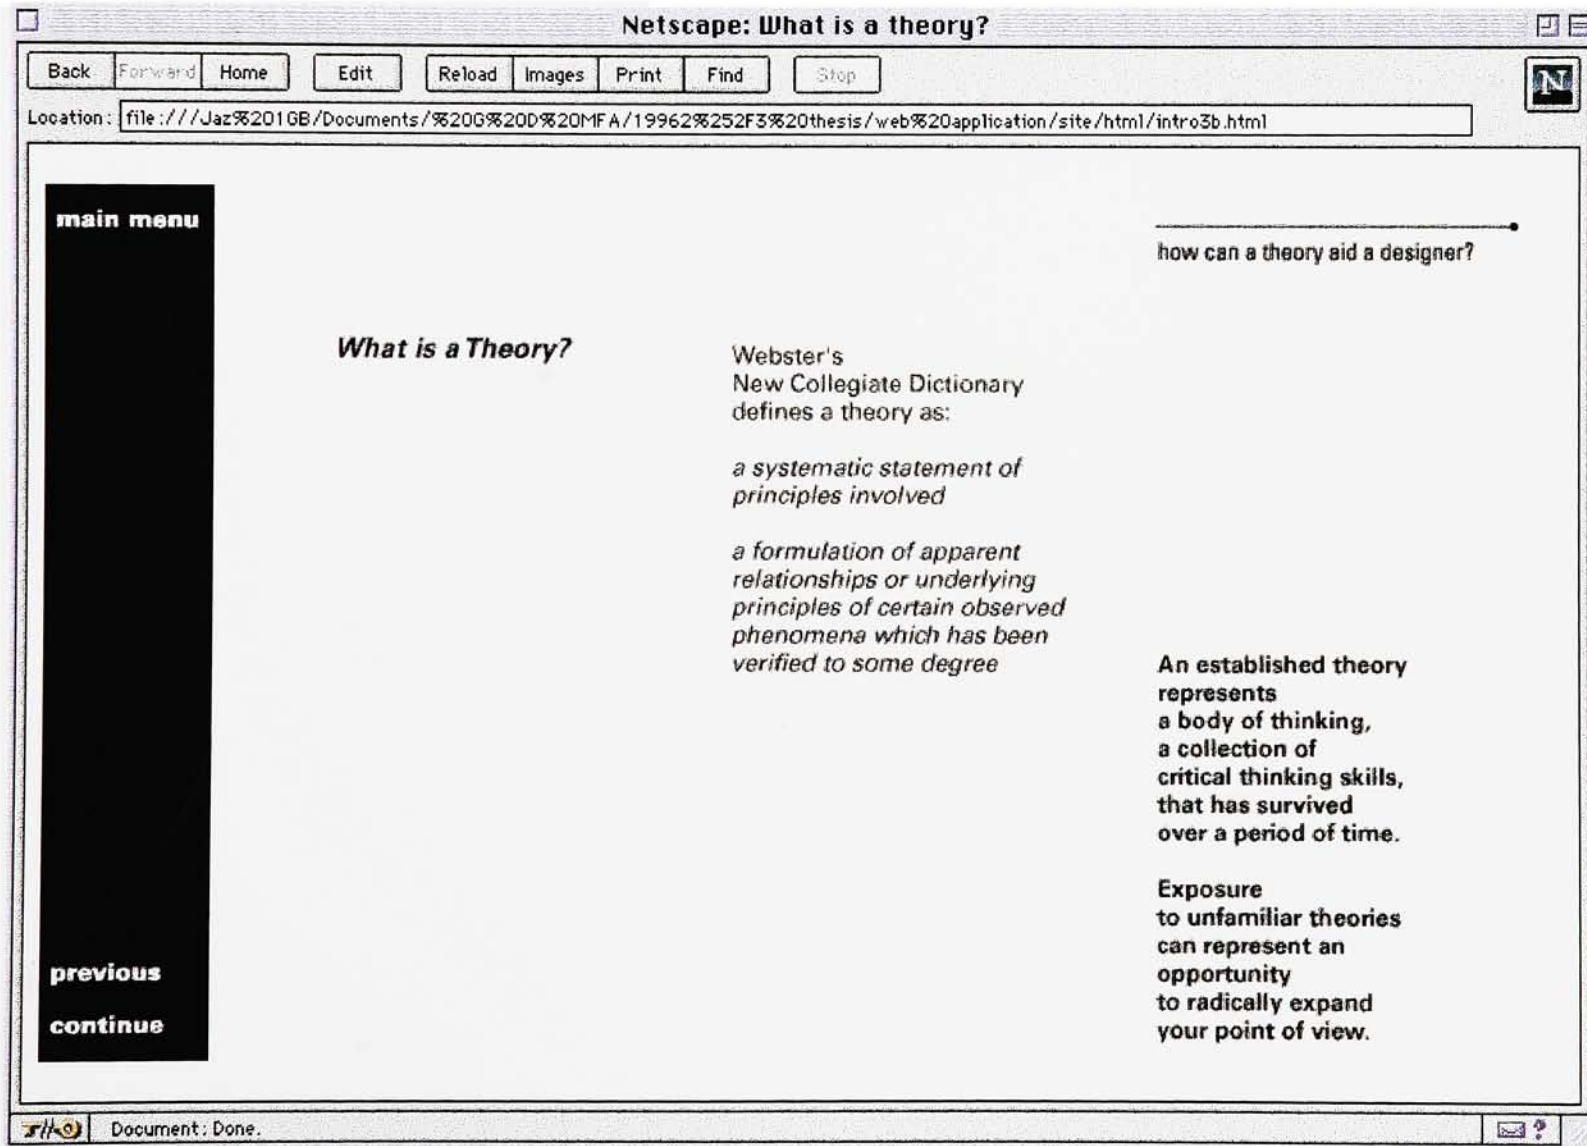 Netscape: What is a theory?
Back Forward Home Edit Reload Images Print Find Stop
N
Location: file:///Jaz%201GB/Documents/%20G%20D%20MFA/19962%252F3%20thesis/web%20application/site/html/intro3b.html
main menu
how can a theory aid a designer?
What is a Theory?
Webster's
New Collegiate Dictionary
defines a theory as:
a systematic statement of
principles involved
a formulation of apparent
relationships or underlying
principles of certain observed
phenomena which has been
verified to some degree
An established theory
represents
a body of thinking,
a collection of
critical thinking skills,
that has survived
over a period of time.
Exposure
to unfamiliar theories
can represent an
opportunity
to radically expand
your point of view.
previous
continue
Document: Done.
?